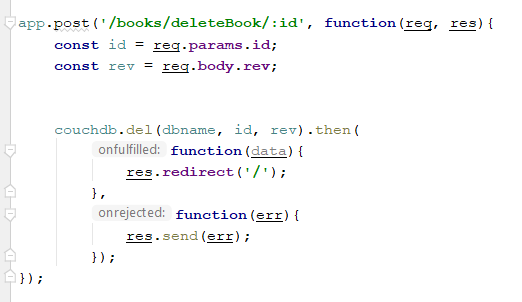 app.post('/books/deleteBook/:id', function(req, res){
    const id = req.params.id;
    const rev = req.body.rev;
    couchdb.del(dbname, id, rev).then(
        onfulfilled: function(data){
            res.redirect('/');
        },
        onrejected: function(err){
            res.send(err);
        });
});